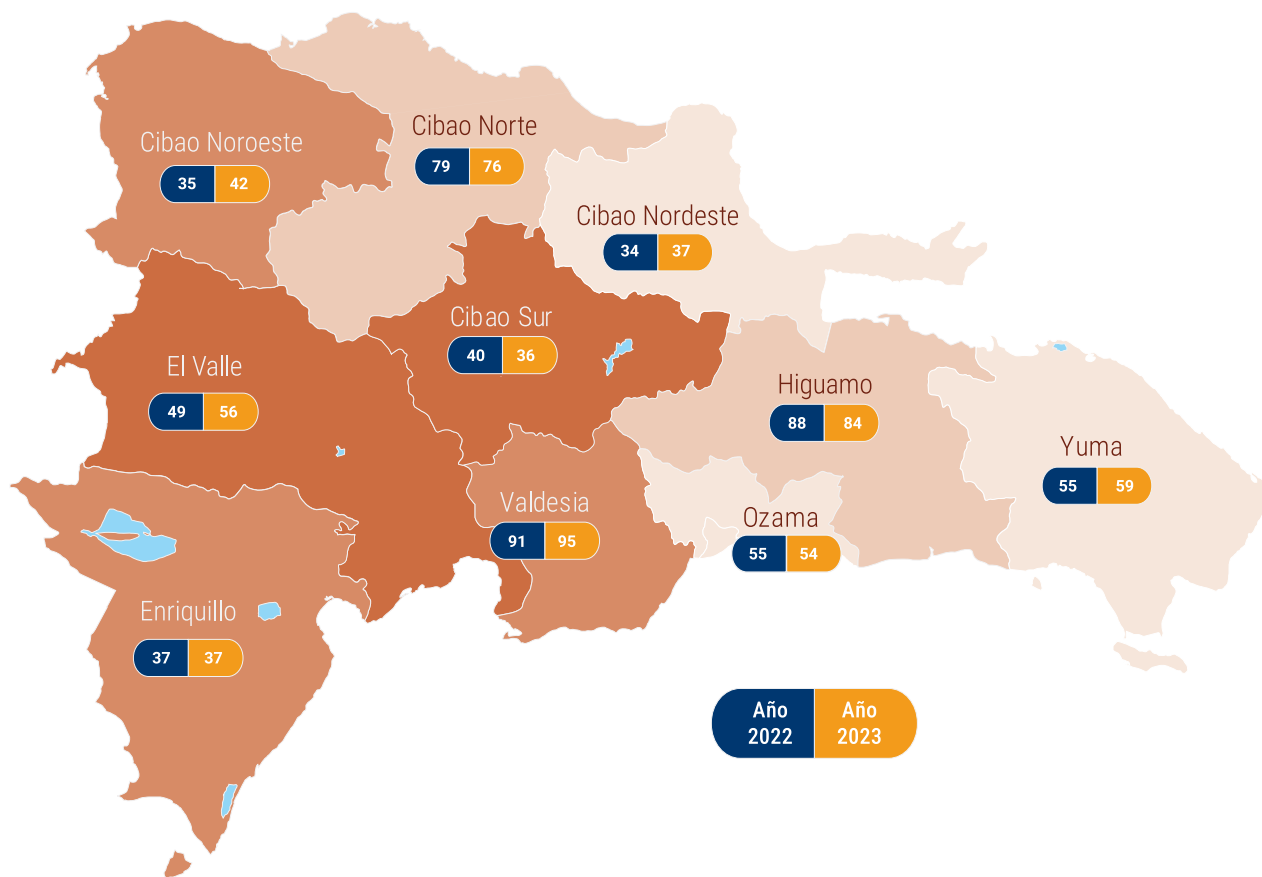 Cibao Norte
79 76
Cibao Noroeste
35 42
Cibao Nordeste
34 37
Cibao Sur
40 36
El Valle
49 56
Higuamo
88 84
Yuma
55 59
Valdesia
91 95
Ozama
55 54
Enriquillo
37 37
Año Año
2022 2023